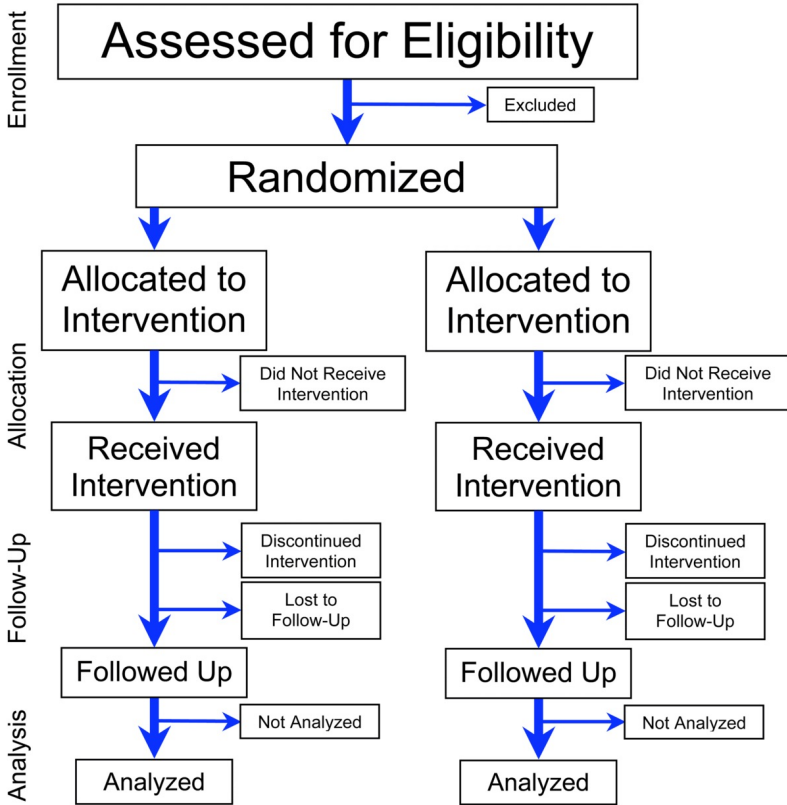 Enrollment
Assessed for Eligibility
Excluded
Randomized
Allocation
Allocated to
Intervention
Did Not Receive
Intervention
Received
Intervention
Allocated to
Intervention
Did Not Receive
Intervention
Received
Intervention
Follow-Up
Discontinued
Intervention
Lost to
Follow-Up
Followed Up
Discontinued
Intervention
Lost to
Follow-Up
Followed Up
Analysis
Not Analyzed
Analyzed
Not Analyzed
Analyzed